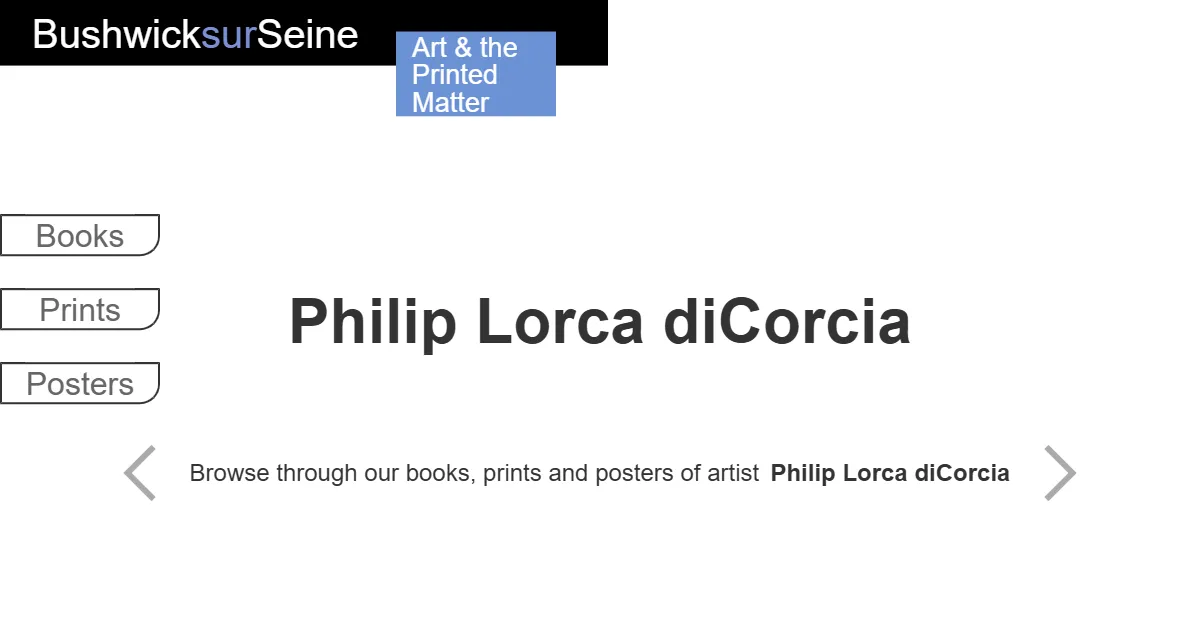 BushwicksurSeine
Art & the
Printed
Matter
Books
Prints
Posters
Philip Lorca diCorcia
Browse through our books, prints and posters of artist Philip Lorca diCorcia